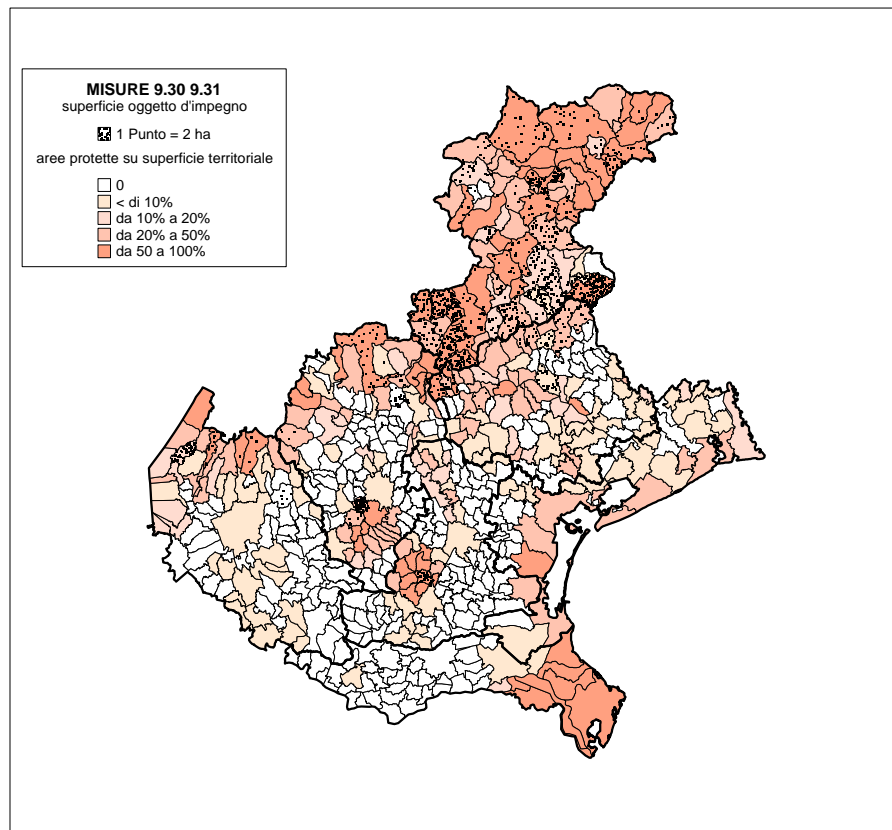 MISURE 9.30 9.31
superficie oggetto d'impegno
1 Punto = 2 ha
aree protette su superficie territoriale
0
< di 10%
da 10% a 20%
da 20% a 50%
da 50 a 100%